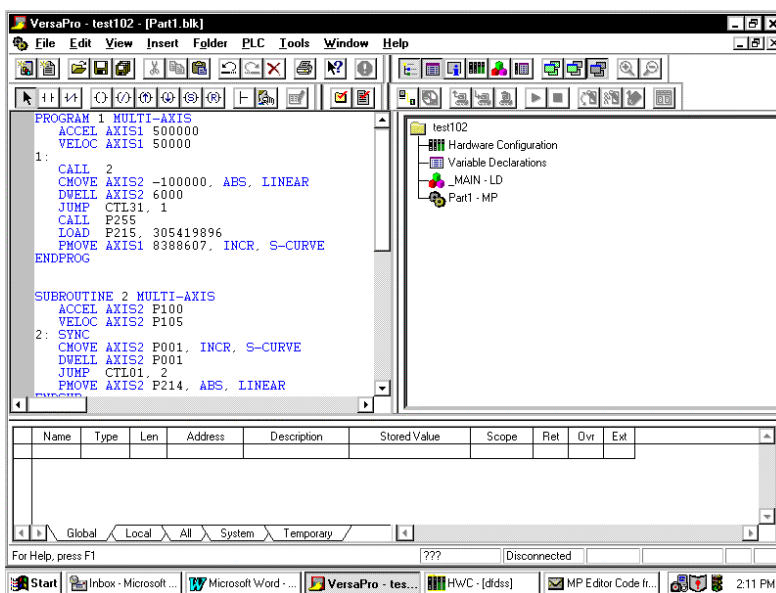 VersaPro - test102 - [Part1.blk]
File Edit View Insert Folder PLC Tools Window Help
PROGRAM 1 MULTI-AXIS
ACCEL AXIS1 500000
VELOC AXIS1 50000
1:
CALL 2
CMOVE AXIS2 -100000, ABS, LINEAR
DWELL AXIS2 6000
JUMP CTL31, 1
CALL P255
LOAD P215, 305419896
PMOVE AXIS1 8388607, INCR, S-CURVE
ENDPROG
SUBROUTINE 2 MULTI-AXIS
ACCEL AXIS2 P100
VELOC AXIS2 P105
2: SYNC
CMOVE AXIS2 P001, INCR, S-CURVE
DWELL AXIS2 P001
JUMP CTL01, 2
PMOVE AXIS2 P214, ABS, LINEAR
test102
Hardware Configuration
Variable Declarations
_MAIN - LD
Part1 - MP
Name Type Len Address Description Stored Value Scope Ret Ovr Ext
Global Local All System Temporary
For Help, press F1 ??? Disconnected
Start Inbox - Microsoft ... Microsoft Word - ... VersaPro - tes... HWC - [dfdss] MP Editor Code fr... 2:11 PM